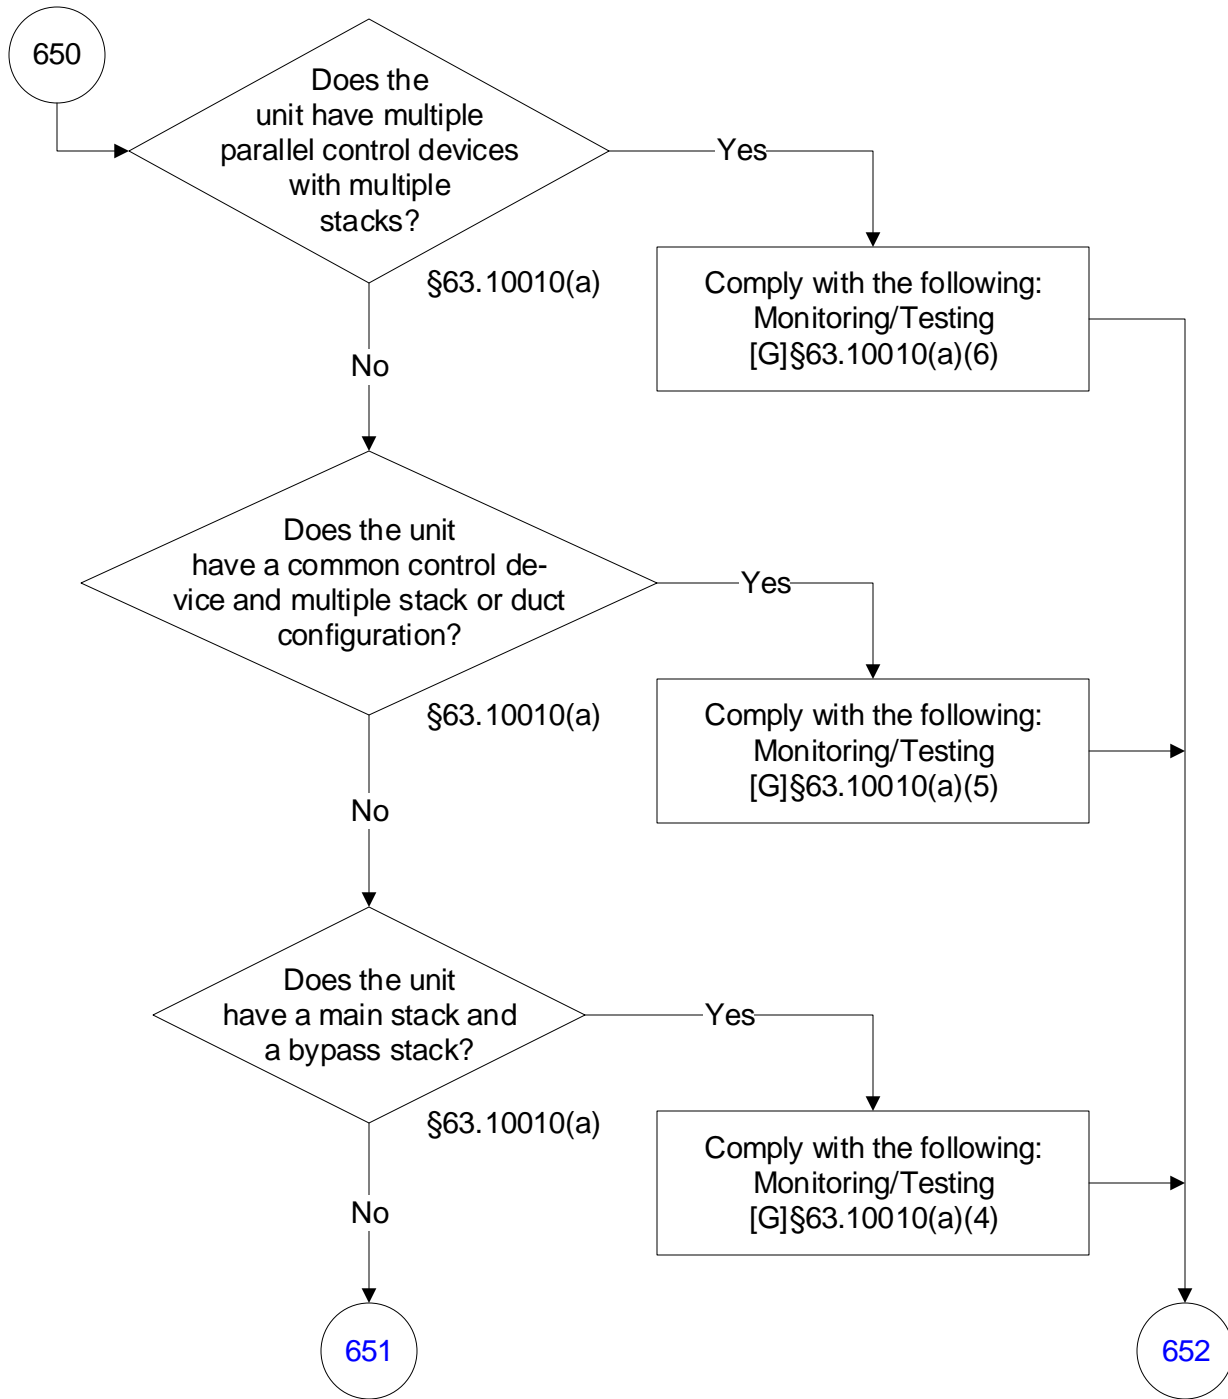 650
Does the
unit have multiple
parallel control devices
with multiple
stacks?
Yes
§63.10010(a)
Comply with the following:
Monitoring/Testing
[G]§63.10010(a)(6)
No
Does the unit
have a common control de-
vice and multiple stack or duct
configuration?
Yes
§63.10010(a)
Comply with the following:
Monitoring/Testing
[G]§63.10010(a)(5)
No
Does the unit
have a main stack and
a bypass stack?
Yes
§63.10010(a)
Comply with the following:
Monitoring/Testing
[G]§63.10010(a)(4)
No
651
652